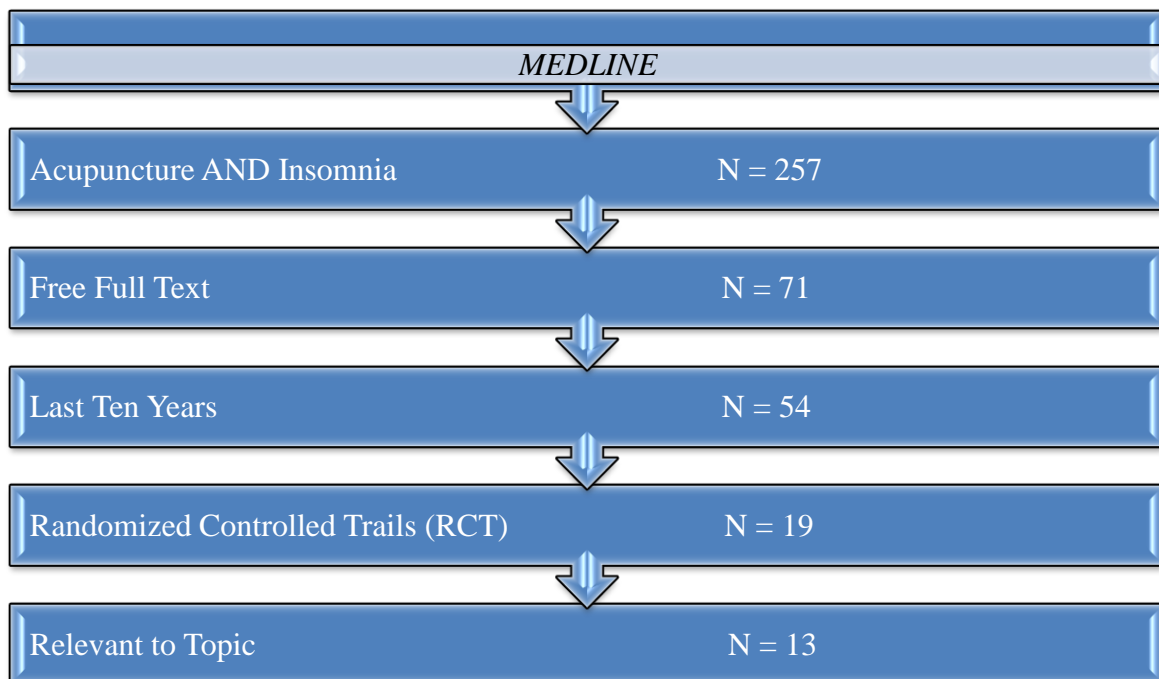 MEDLINE
Acupuncture AND Insomnia N = 257
Free Full Text N = 71
Last Ten Years N = 54
Randomized Controlled Trails (RCT) N = 19
Relevant to Topic N = 13